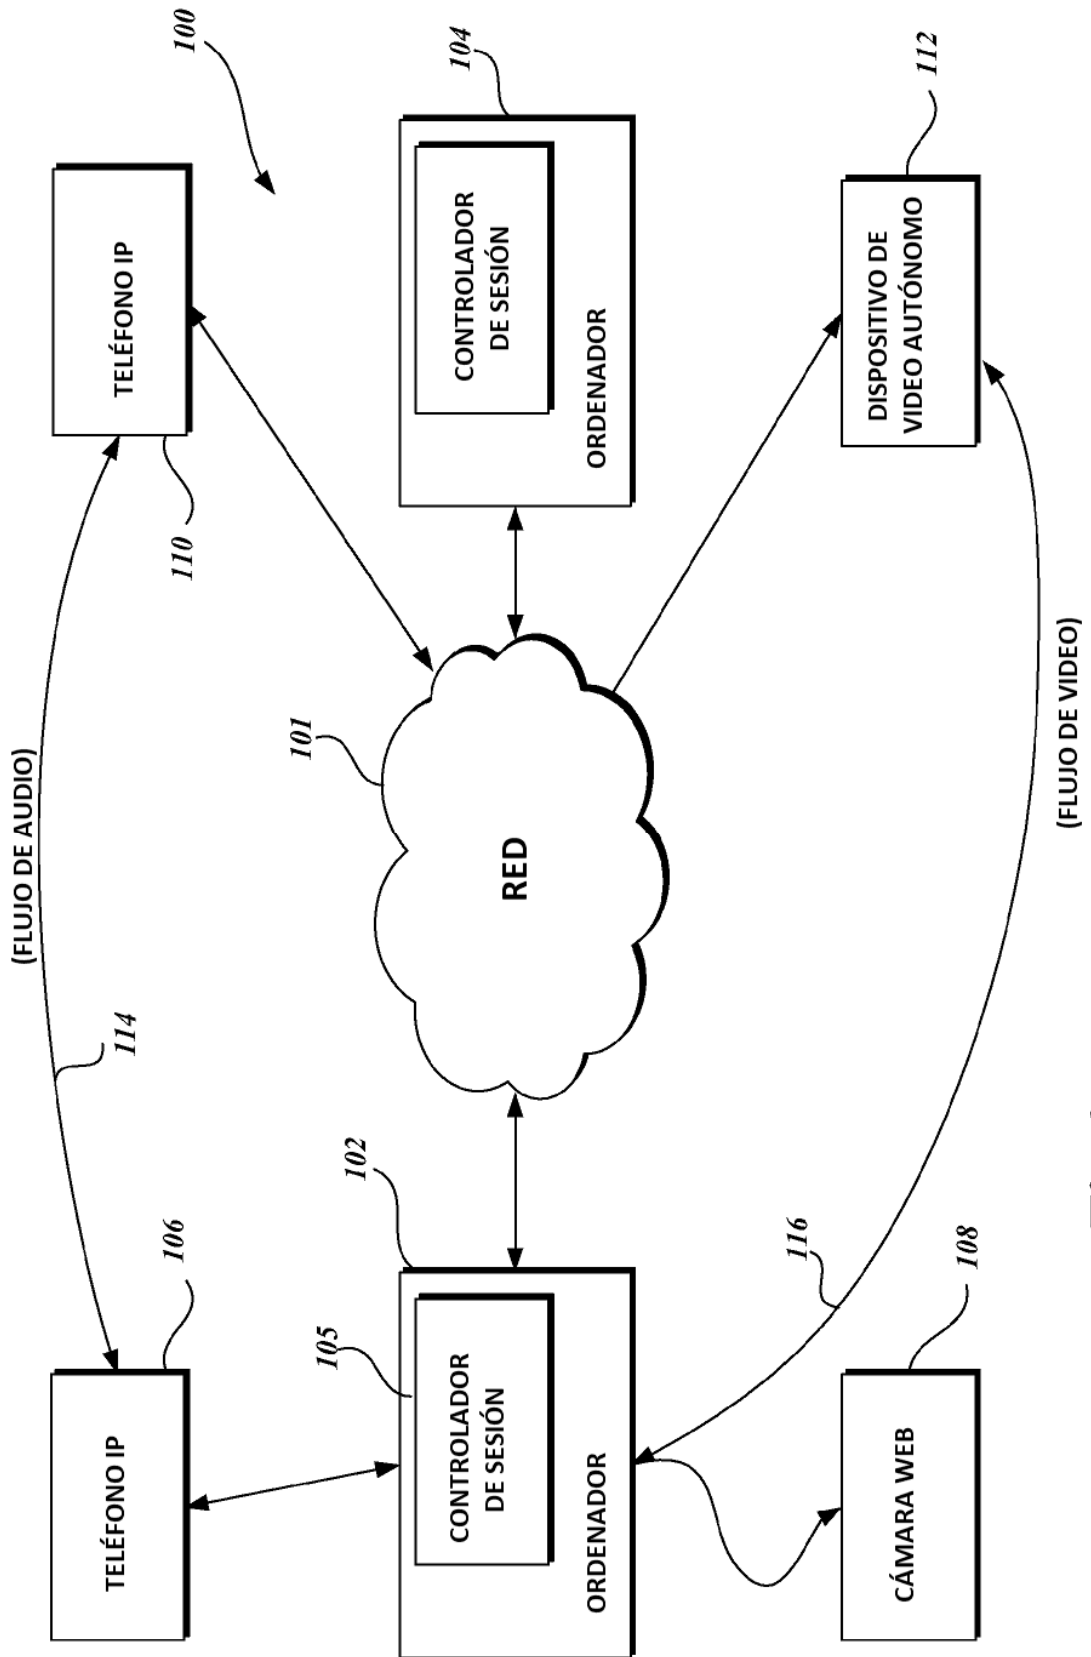 (FLUJO DE AUDIO)
114
TELÉFONO IP
106
TELÉFONO IP
110
100
102
101
104
105
CONTROLADOR
DE SESIÓN
ORDENADOR
RED
CONTROLADOR
DE SESIÓN
ORDENADOR
116
CÁMARA WEB
108
DISPOSITIVO DE
VIDEO AUTÓNOMO
112
(FLUJO DE VIDEO)